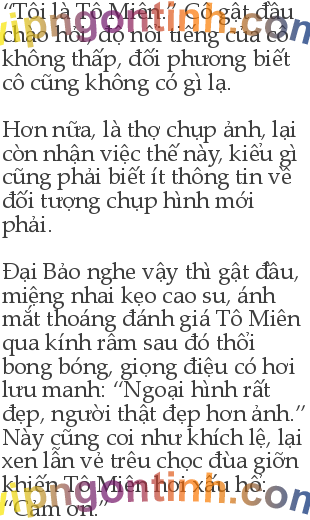 “Tôi là Tô Miên.” Cô gật đầu
chào hỏi, độ nổi tiếng của cô
không thấp, đối phương biết
cô cũng không có gì lạ.
Hơn nữa, là thợ chụp ảnh, lại
còn nhận việc thế này, kiểu gì
cũng phải biết ít thông tin về
đối tượng chụp hình mới
phải.
Đại Bảo nghe vậy thì gật đầu,
miệng nhai kẹo cao su, ánh
mắt thoáng đánh giá Tô Miên
qua kính râm sau đó thổi
bong bóng, giọng điệu có hơi
lưu manh: “Ngoại hình rất
đẹp, người thật đẹp hơn ảnh.”
Này cũng coi như khích lệ, lại
xen lẫn vẻ trêu chọc đùa giỡn
khiến Tô Miên hơi xấu hổ:
“Cảm ơn.”
vipngontinh.com
vipngontinh.com